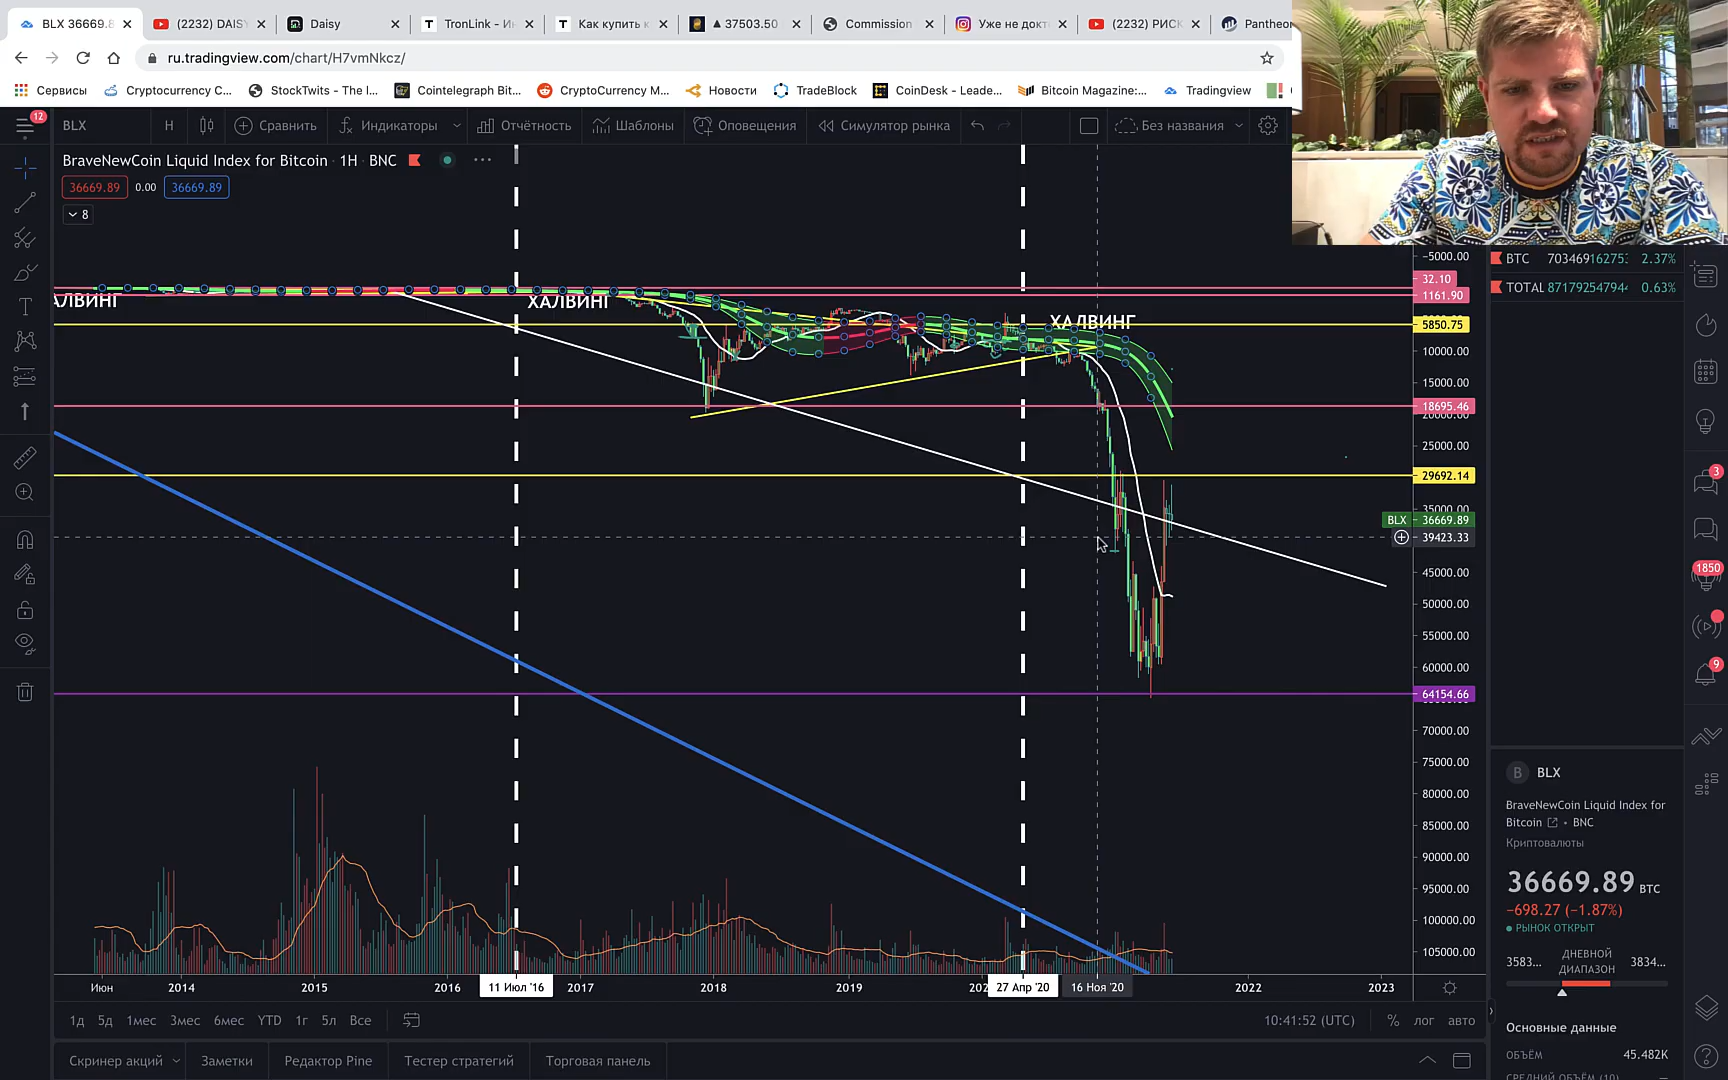 BLX 36669.8
(2232) DAIS
Daisy
TronLink - Ин
Как купить к
▲ 37503.50
Commission
Уже не докт
(2232) РИСК
Pantheon
ru.tradingview.com/chart/H7vmNkcz/
Сервисы
Cryptocurrency C...
StockTwits - The I...
Cointelegraph Bit...
CryptoCurrency M...
Новости
TradeBlock
CoinDesk - Leade...
Bitcoin Magazine:...
Tradingview
12
BLX
Н
Сравнить
Индикаторы
Отчётность
Шаблоны
Оповещения
Симулятор рынка
Без названия
BraveNewCoin Liquid Index for Bitcoin · 1Н BNC
36669.89
0.00
36669.89
8
АЛВИНГ
ХАЛВИНГ
ХАЛВИНГ
-5000.00
32.10
1161.90
5850.75
10000.00
15000.00
18695.46
25000.00
29692.14
BLX 36669.89
39423.33
45000.00
50000.00
55000.00
60000.00
64154.66
70000.00
75000.00
80000.00
85000.00
90000.00
95000.00
100000.00
105000.00
Июн
2014
2015
2016
11 Июл '16
2017
2018
2019
27 Апр '20
16 Ноя '20
2022
2023
1д
5д
1мес
3мес
6мес
YTD
1г
5л
Все
10:41:52 (UTC)
%
лог
авто
Скринер акций
Заметки
Редактор Pine
Тестер стратегий
Торговая панель
BTC
2.37%
TOTAL
0.63%
3
1850
9
B
BLX
BraveNewCoin Liquid Index for
Bitcoin • BNC
Криптовалюты
36669.89 BTC
−698.27 (−1.87%)
РЫНОК ОТКРЫТ
3583...
ДНЕВНОЙ
ДИАПАЗОН
3834...
Основные данные
ОБЪЁМ
45.482K